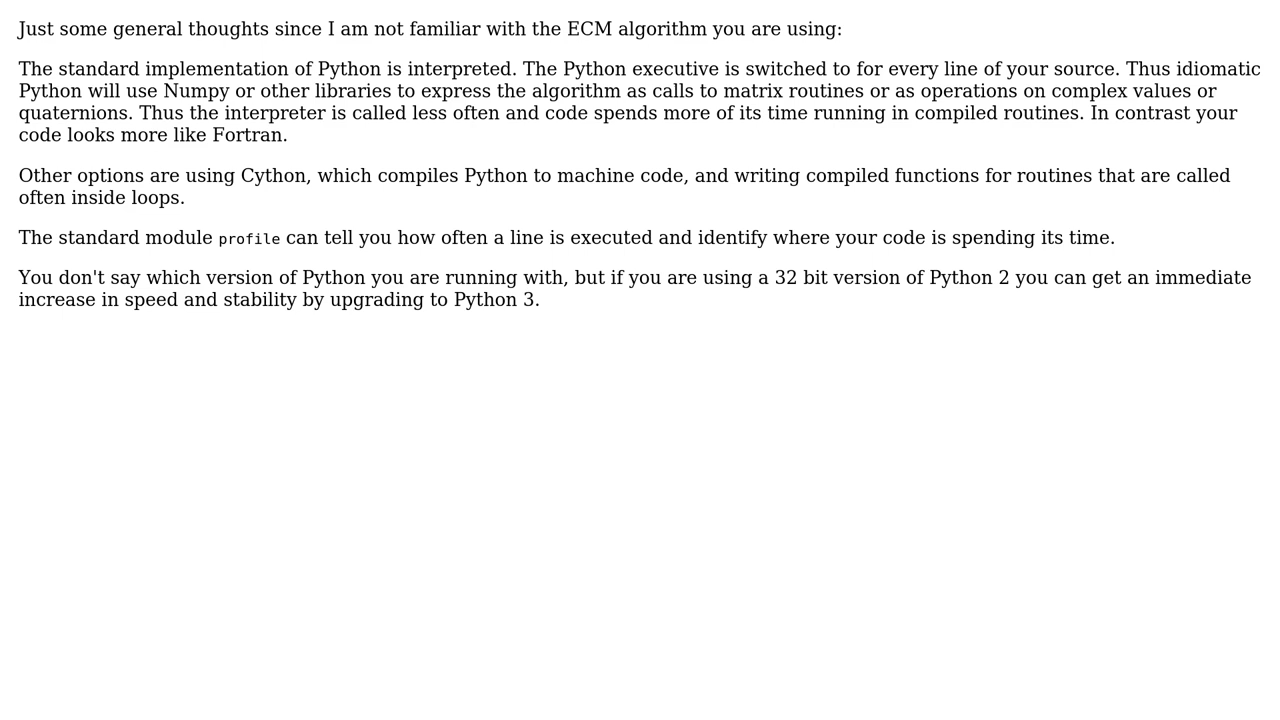 Just some general thoughts since I am not familiar with the ECM algorithm you are using:
The standard implementation of Python is interpreted. The Python executive is switched to for every line of your source. Thus idiomatic
Python will use Numpy or other libraries to express the algorithm as calls to matrix routines or as operations on complex values or
quaternions. Thus the interpreter is called less often and code spends more of its time running in compiled routines. In contrast your
code looks more like Fortran.
Other options are using Cython, which compiles Python to machine code, and writing compiled functions for routines that are called
often inside loops.
The standard module profile can tell you how often a line is executed and identify where your code is spending its time.
You don't say which version of Python you are running with, but if you are using a 32 bit version of Python 2 you can get an immediate
increase in speed and stability by upgrading to Python 3.